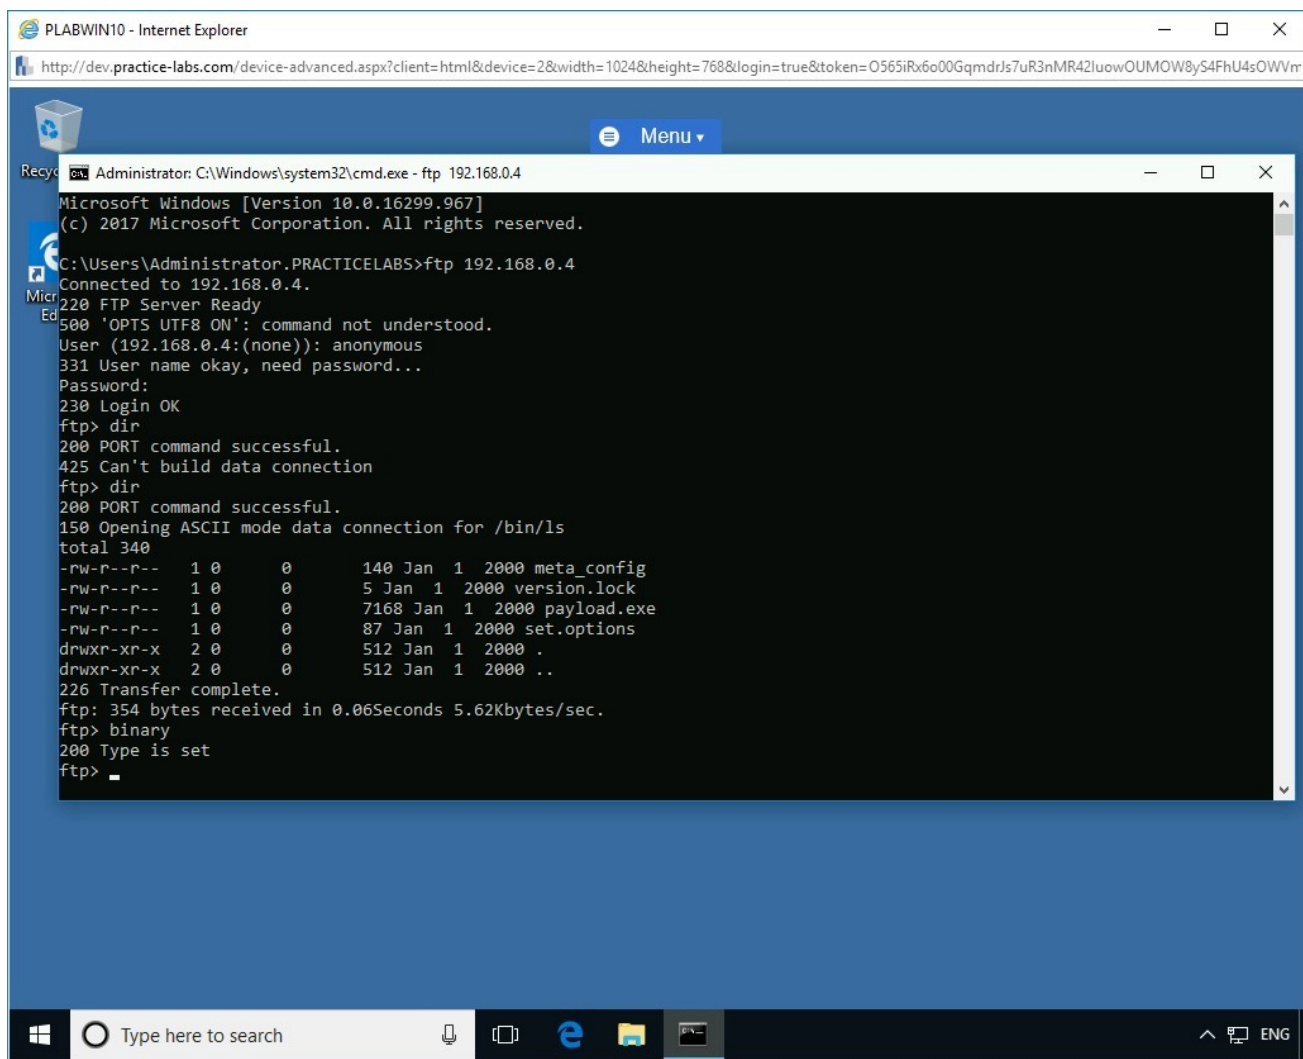 PLABWIN10 - Internet Explorer
http://dev.practice-labs.com/device-advanced.aspx?client=html&device=2&width=1024&height=768&login=true&token=O565iRx6o00GqmdrJs7uR3nMR42IuowOUMOW8yS4FhU4sOWVm
Menu
Recyc
Administrator: C:\Windows\system32\cmd.exe - ftp  192.168.0.4
Microsoft Windows [Version 10.0.16299.967]
(c) 2017 Microsoft Corporation. All rights reserved.
C:\Users\Administrator.PRACTICELABS>ftp 192.168.0.4
Connected to 192.168.0.4.
Micr
Ed
220 FTP Server Ready
500 'OPTS UTF8 ON': command not understood.
User (192.168.0.4:(none)): anonymous
331 User name okay, need password...
Password:
230 Login OK
ftp> dir
200 PORT command successful.
425 Can't build data connection
ftp> dir
200 PORT command successful.
150 Opening ASCII mode data connection for /bin/ls
total 340
-rw-r--r--   1 0      0       140 Jan  1  2000 meta_config
-rw-r--r--   1 0      0       5 Jan  1  2000 version.lock
-rw-r--r--   1 0      0       7168 Jan  1  2000 payload.exe
-rw-r--r--   1 0      0       87 Jan  1  2000 set.options
drwxr-xr-x   2 0      0       512 Jan  1  2000 .
drwxr-xr-x   2 0      0       512 Jan  1  2000 ..
226 Transfer complete.
ftp: 354 bytes received in 0.06Seconds 5.62Kbytes/sec.
ftp> binary
200 Type is set
ftp>
Type here to search
ENG